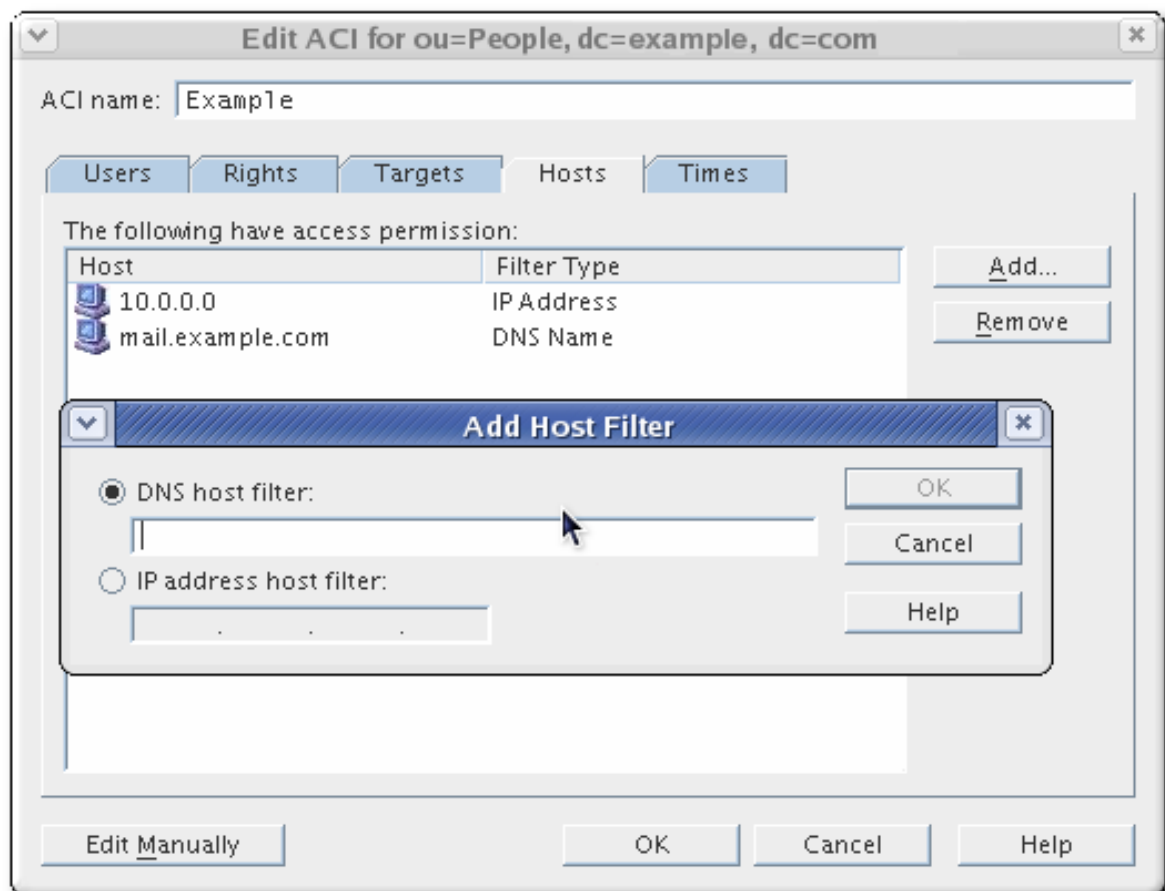 Edit ACI for ou=People, dc=example, dc=com
ACI name: Example
Users Rights Targets Hosts Times
The following have access permission:
Host Filter Type
10.0.0.0 IP Address
mail.example.com DNS Name
Add...
Remove
Add Host Filter
DNS host filter:
IP address host filter:
. . .
OK
Cancel
Help
Edit Manually OK Cancel Help